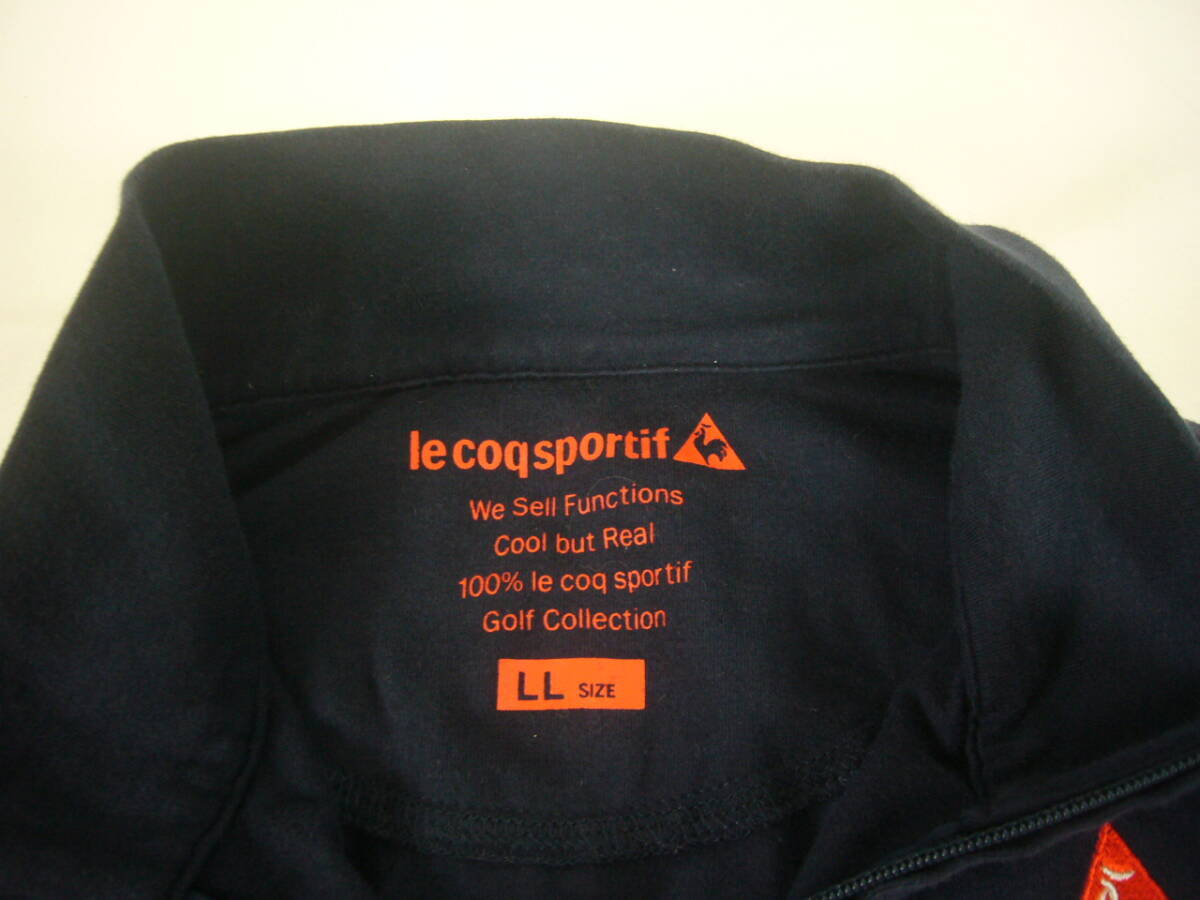 le coq sportif
We Sell Functions
Cool but Real
100% le coq sportif
Golf Collection
LL SIZE